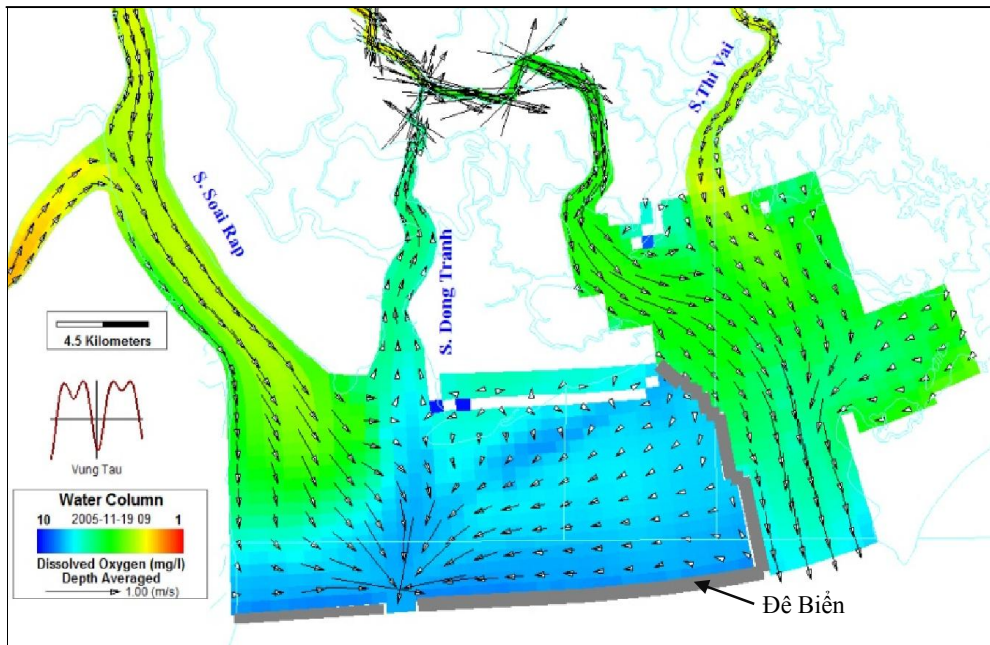 S. Soai Rap
S. Dong Tranh
S.Thi Vai
4.5 Kilometers
Vung Tau
Water Column
10 2005-11-19 09 1
Dissolved Oxygen (mg/l)
Depth Averaged
1.00 (m/s)
Đê Biển